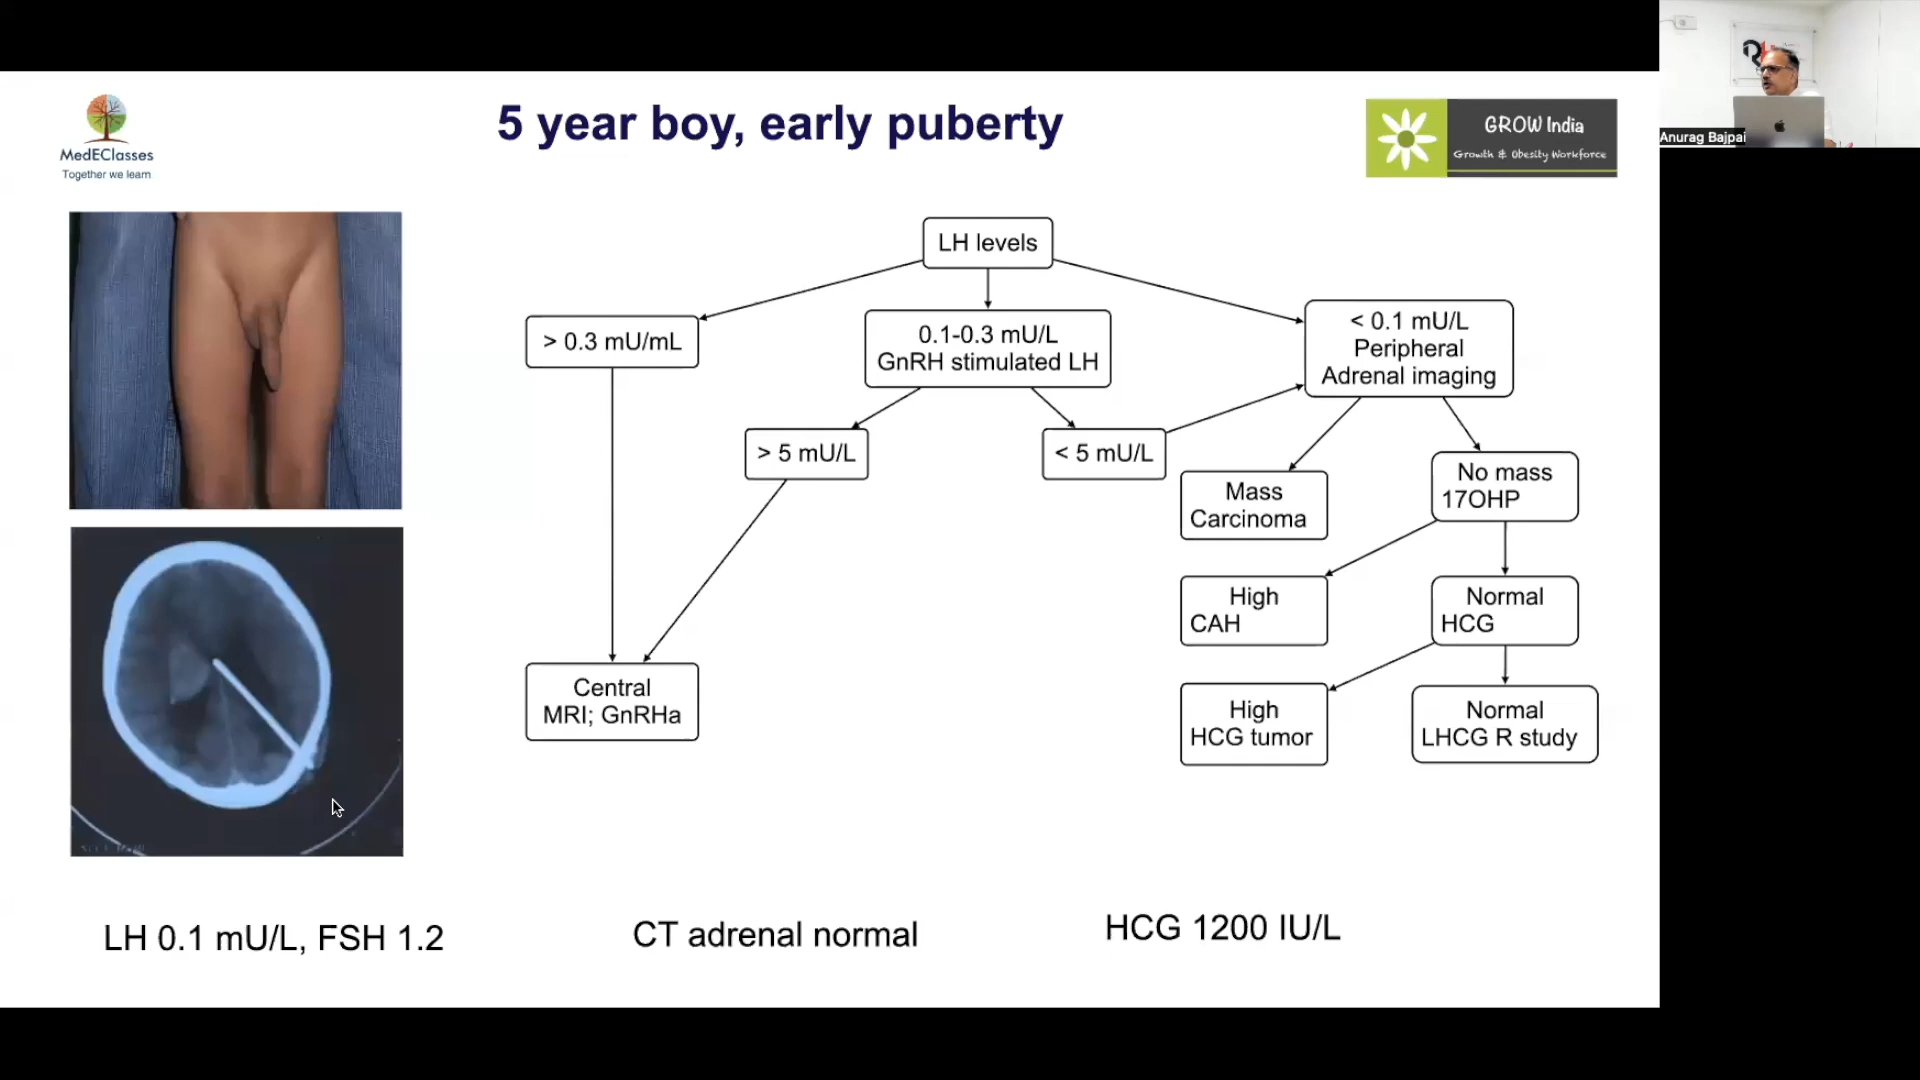 MedEClasses
Together we learn
5 year boy, early puberty
GROW India
Growth & Obesity Workforce
Anurag Bajpai
LH levels
> 0.3 mU/mL
0.1-0.3 mU/L
GnRH stimulated LH
< 0.1 mU/L
Peripheral
Adrenal imaging
> 5 mU/L
< 5 mU/L
Mass
Carcinoma
No mass
17OHP
High
CAH
Normal
HCG
Central
MRI; GnRHa
High
HCG tumor
Normal
LHCG R study
LH 0.1 mU/L, FSH 1.2
CT adrenal normal
HCG 1200 IU/L